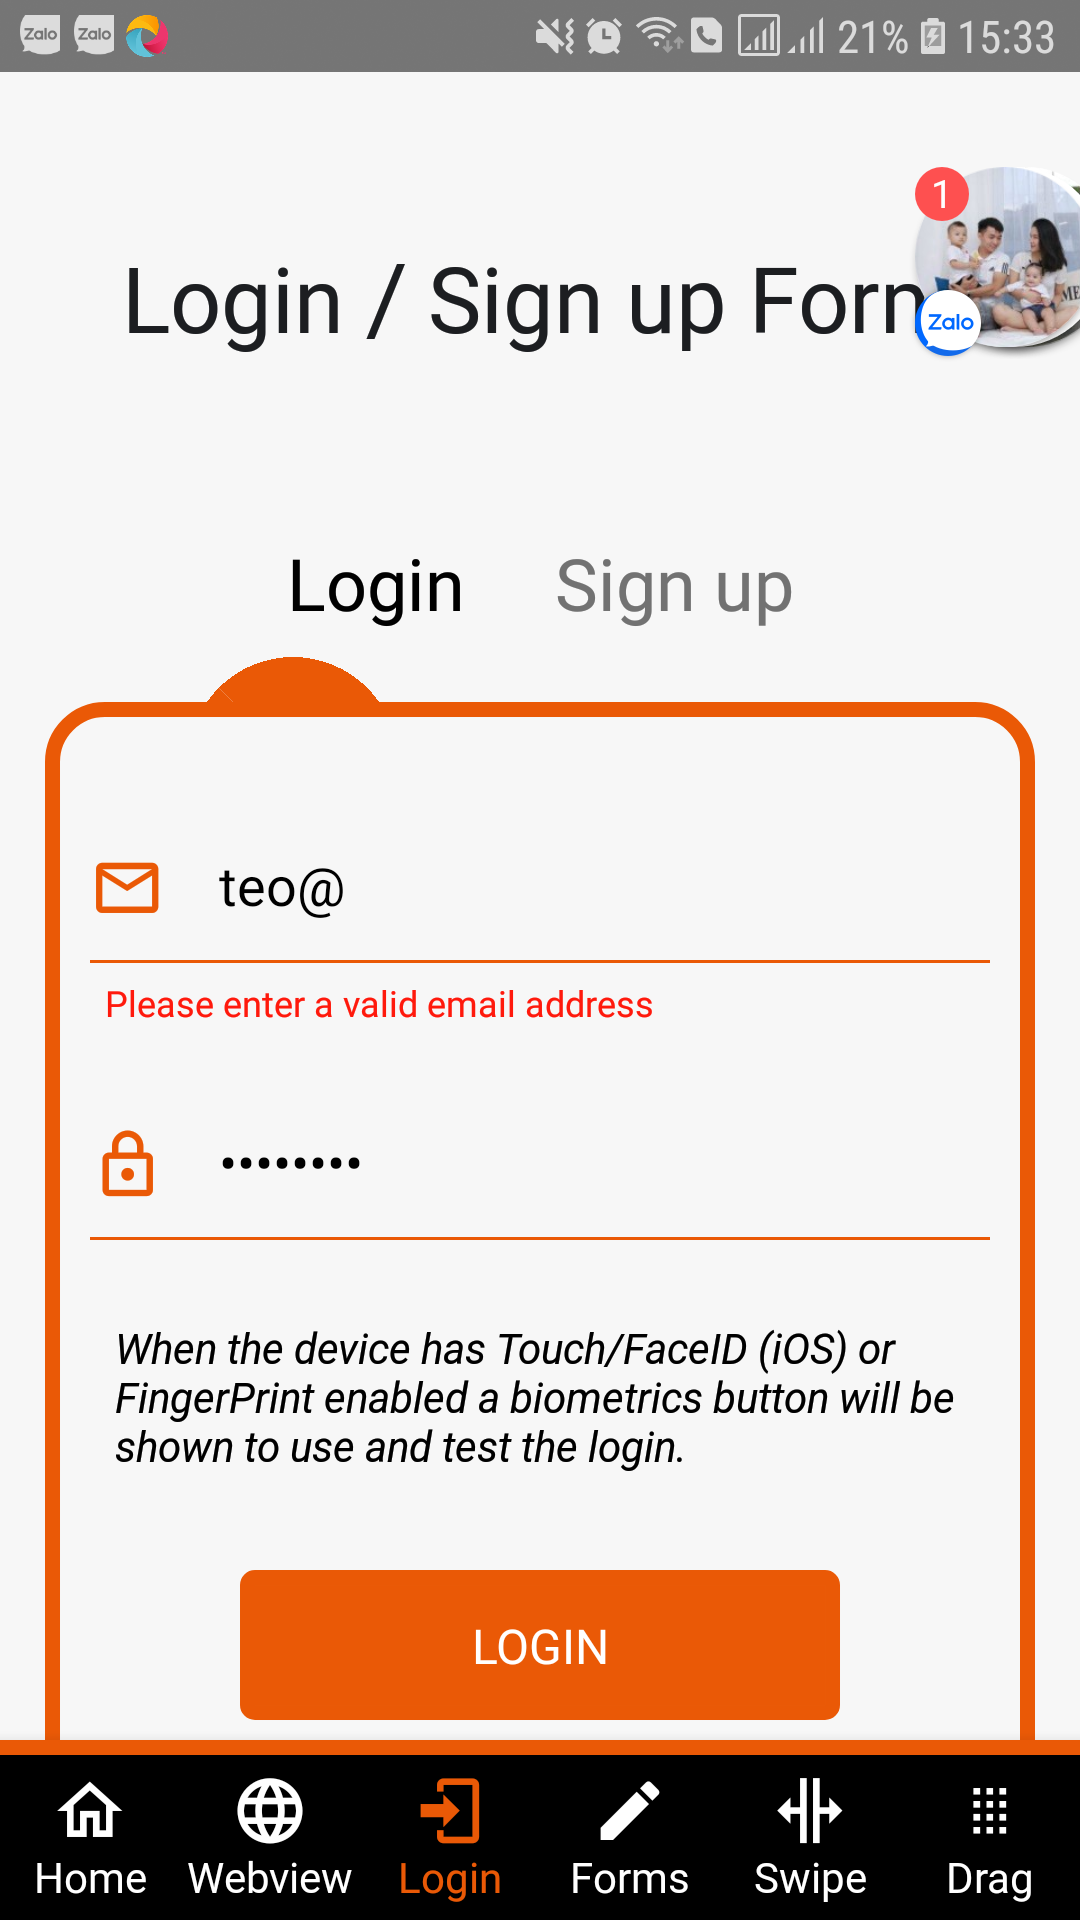 Zalo Zalo 21% 15:33
1
Login / Sign up Form
Zalo
Login Sign up
teo@
Please enter a valid email address
••••••••
When the device has Touch/FaceID (iOS) or
FingerPrint enabled a biometrics button will be
shown to use and test the login.
LOGIN
Home Webview Login Forms Swipe Drag